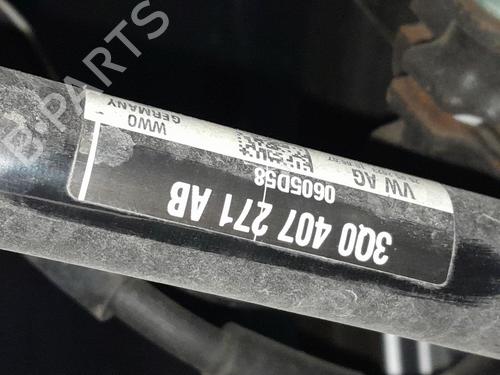 3Q0 407 271 AB
0605D58
VW AG
WW0
GERMANY
B-PARTS